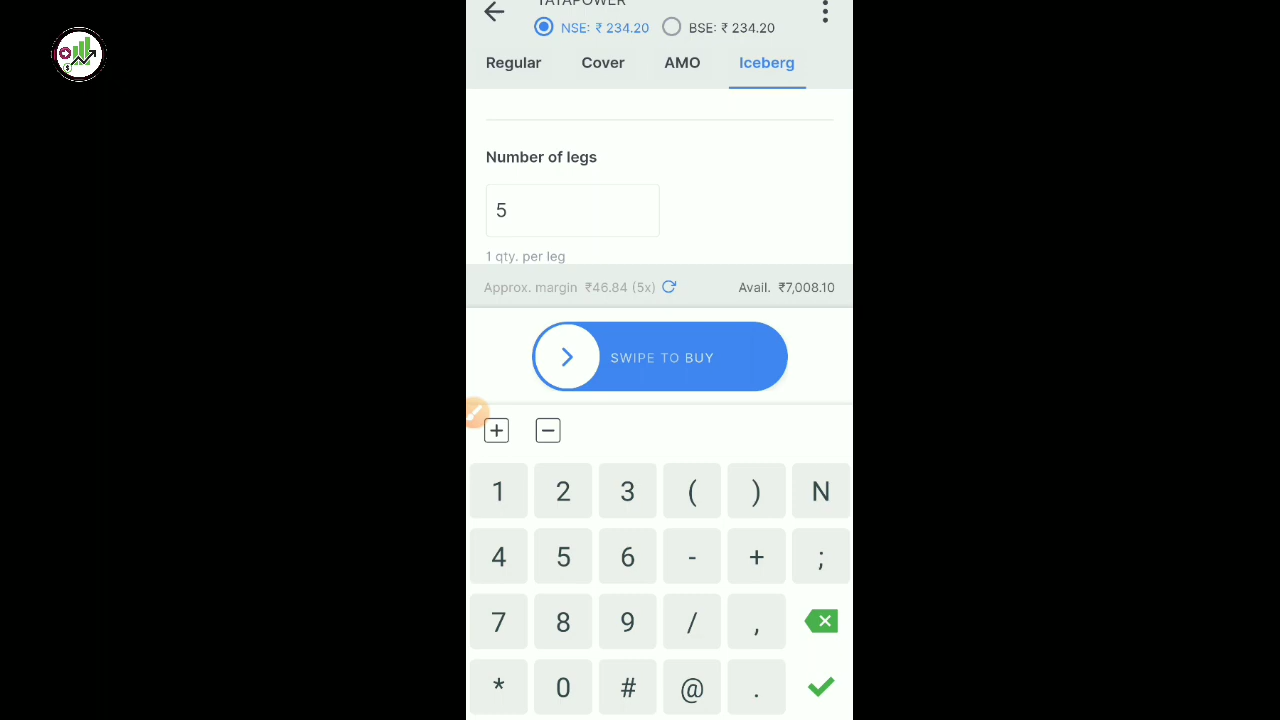 TATAPOWER
NSE: ₹ 234.20 BSE: ₹ 234.20
Regular Cover AMO Iceberg
Number of legs
5
1 qty. per leg
Approx. margin ₹46.84 (5x) Avail. ₹7,008.10
SWIPE TO BUY
+ −
1 2 3 ( ) N
4 5 6 - + ;
7 8 9 / ,
* 0 # @ .